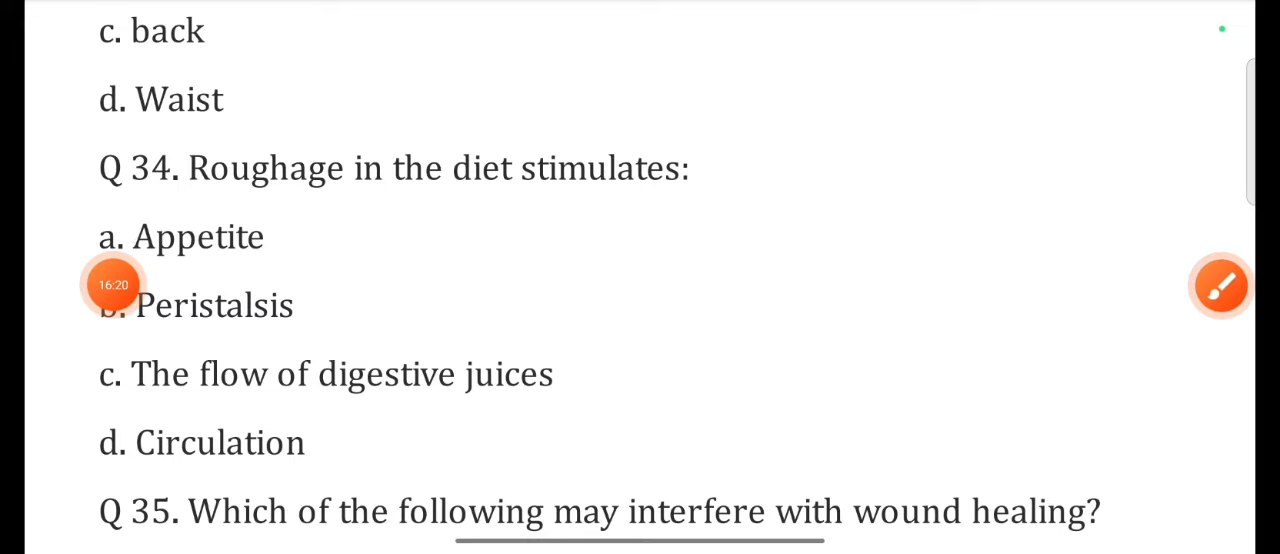 c. back
d. Waist
Q 34. Roughage in the diet stimulates:
a. Appetite
16:20
b. Peristalsis
c. The flow of digestive juices
d. Circulation
Q 35. Which of the following may interfere with wound healing?